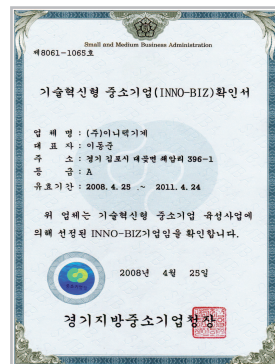 Small and Medium Business Administration
제8061-1065호
기술혁신형 중소기업(INNO-BIZ)확인서
업 체 명 : (주)이니텍기계
대 표 자 : 이동준
주 소 : 경기 김포시 대곶면 쇄암리 396-1
등 급 : A
유효기간 : 2008. 4. 25 ~ 2011. 4. 24
위 업체는 기술혁신형 중소기업 육성사업에
의해 선정된 INNO-BIZ기업임을 확인합니다.
2008년 4월 25일
경기지방중소기업청장